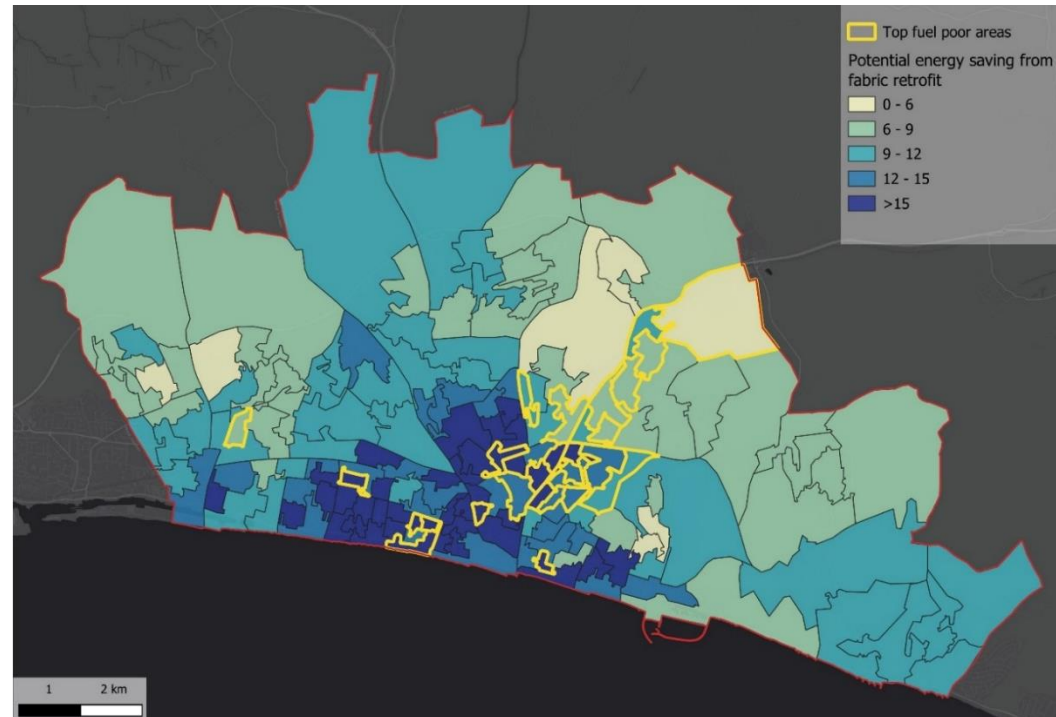 Top fuel poor areas
Potential energy saving from
fabric retrofit
0 - 6
6 - 9
9 - 12
12 - 15
>15
1 2 km